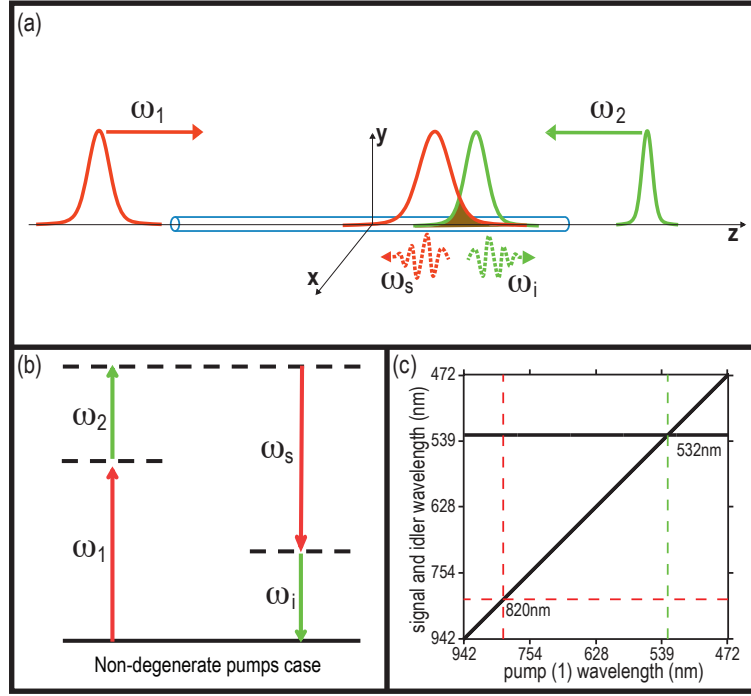 (a)
ω1
ω2
y
z
x
ωs
ωi
(b)
ω2
ω1
ωs
ωi
Non-degenerate pumps case
(c)
signal and idler wavelength (nm)
472
539
628
754
942
532nm
820nm
942 754 628 539 472
pump (1) wavelength (nm)